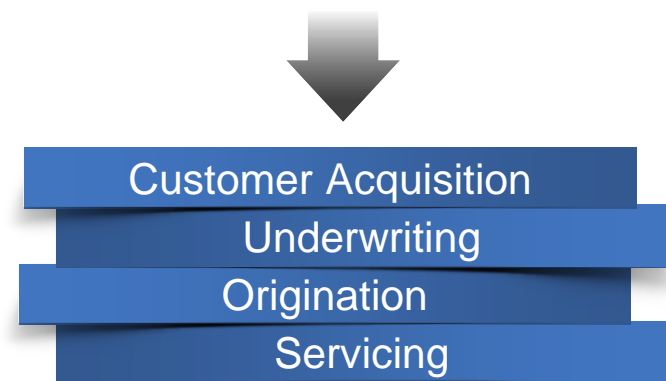 Customer Acquisition
Underwriting
Origination
Servicing